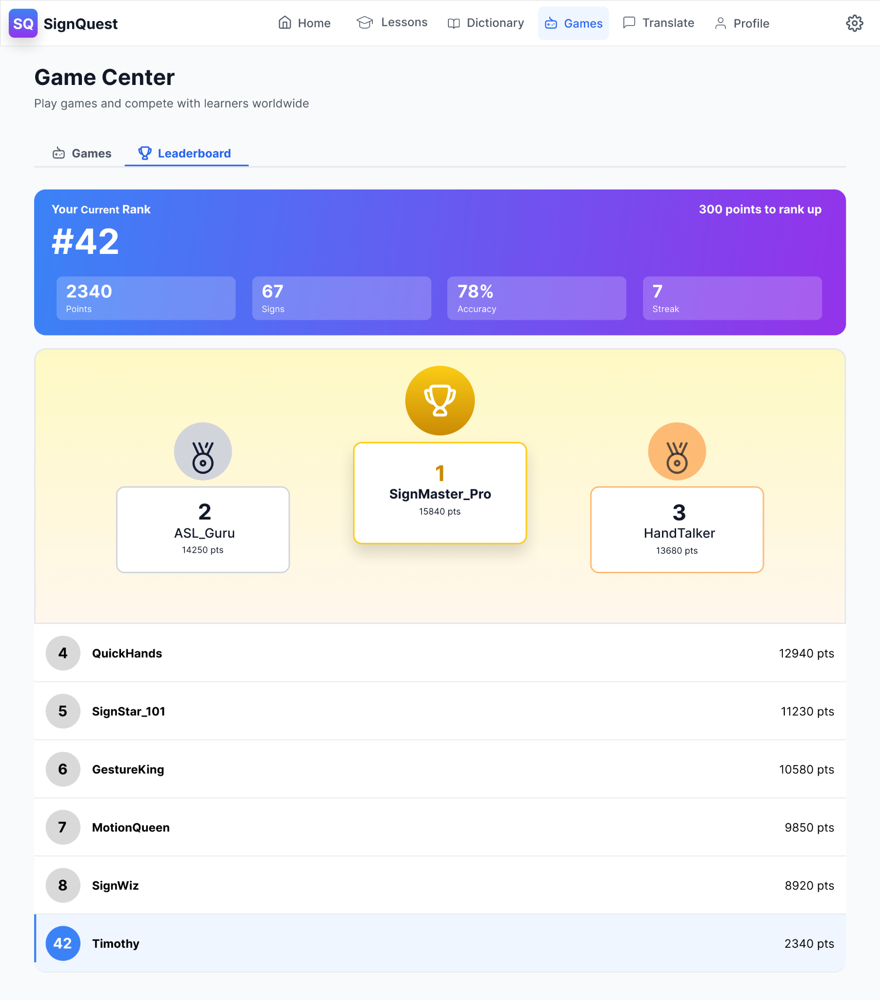 SQ SignQuest Home Lessons Dictionary Games Translate Profile
Game Center
Play games and compete with learners worldwide
Games Leaderboard
Your Current Rank 300 points to rank up
#42
2340 67 78% 7
Points Signs Accuracy Streak
1
SignMaster_Pro
15840 pts
2
ASL_Guru
14250 pts
3
HandTalker
13680 pts
4 QuickHands 12940 pts
5 SignStar_101 11230 pts
6 GestureKing 10580 pts
7 MotionQueen 9850 pts
8 SignWiz 8920 pts
42 Timothy 2340 pts